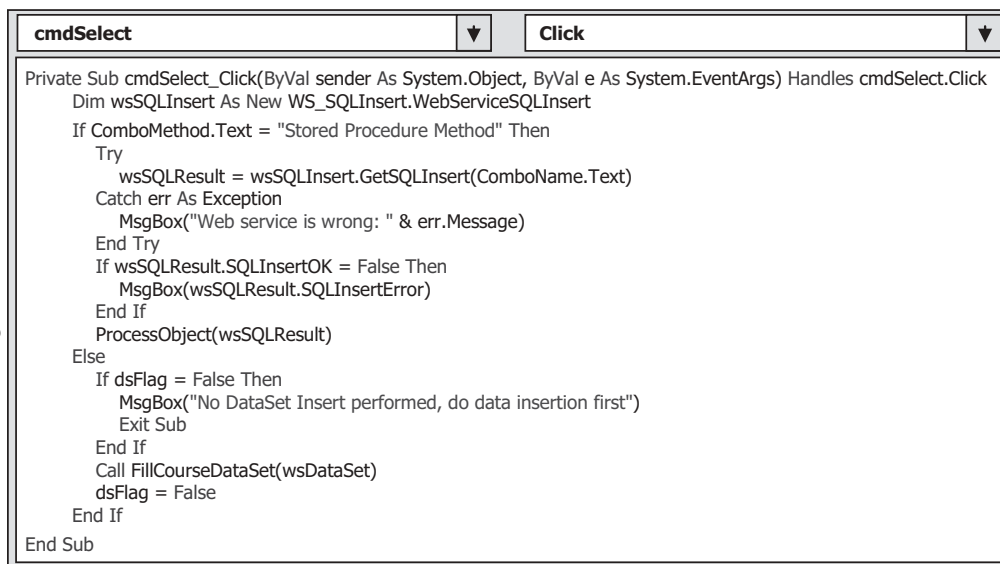 cmdSelect Click
Private Sub cmdSelect_Click(ByVal sender As System.Object, ByVal e As System.EventArgs) Handles cmdSelect.Click
Dim wsSQLInsert As New WS_SQLInsert.WebServiceSQLInsert
If ComboMethod.Text = "Stored Procedure Method" Then
Try
wsSQLResult = wsSQLInsert.GetSQLInsert(ComboName.Text)
Catch err As Exception
MsgBox("Web service is wrong: " & err.Message)
End Try
If wsSQLResult.SQLInsertOK = False Then
MsgBox(wsSQLResult.SQLInsertError)
End If
ProcessObject(wsSQLResult)
Else
If dsFlag = False Then
MsgBox("No DataSet Insert performed, do data insertion first")
Exit Sub
End If
Call FillCourseDataSet(wsDataSet)
dsFlag = False
End If
End Sub